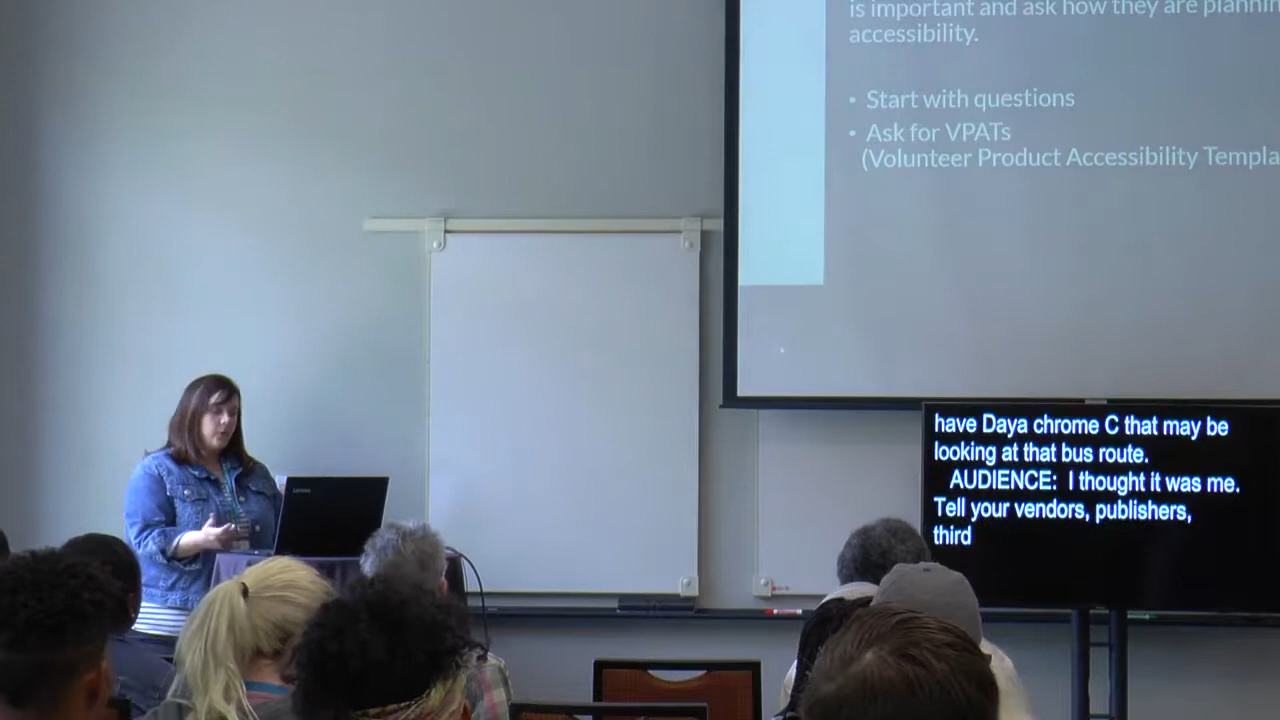 is important and ask how they are plannin
accessibility.
• Start with questions
• Ask for VPATs
(Volunteer Product Accessibility Templa
Lenovo
have Daya chrome C that may be
looking at that bus route.
AUDIENCE: I thought it was me.
Tell your vendors, publishers,
third